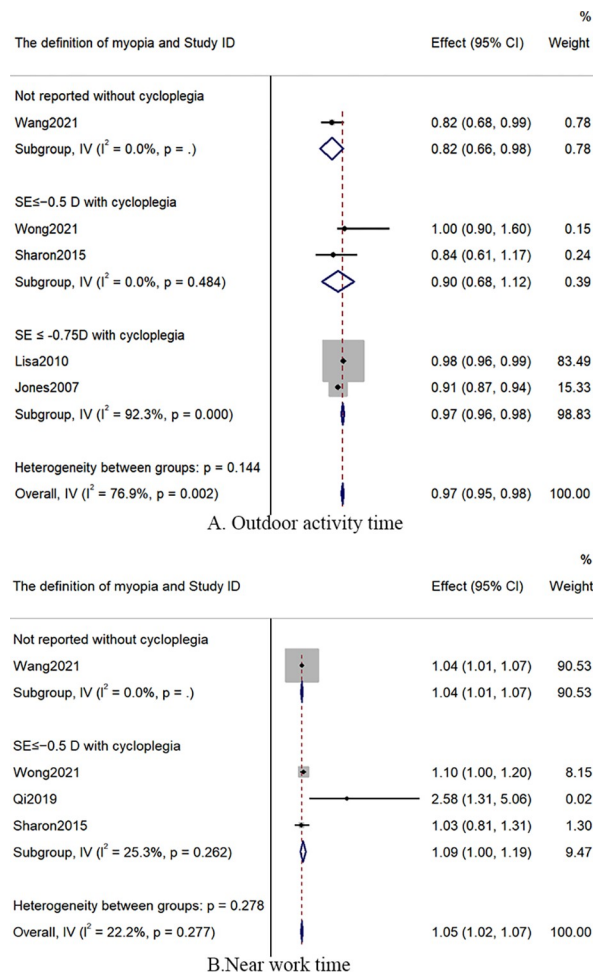 %
The definition of myopia and Study ID Effect (95% CI) Weight
Not reported without cycloplegia
Wang2021 0.82 (0.68, 0.99) 0.78
Subgroup, IV (I² = 0.0%, p = .) 0.82 (0.66, 0.98) 0.78
SE≤−0.5 D with cycloplegia
Wong2021 1.00 (0.90, 1.60) 0.15
Sharon2015 0.84 (0.61, 1.17) 0.24
Subgroup, IV (I² = 0.0%, p = 0.484) 0.90 (0.68, 1.12) 0.39
SE ≤ -0.75D with cycloplegia
Lisa2010 0.98 (0.96, 0.99) 83.49
Jones2007 0.91 (0.87, 0.94) 15.33
Subgroup, IV (I² = 92.3%, p = 0.000) 0.97 (0.96, 0.98) 98.83
Heterogeneity between groups: p = 0.144
Overall, IV (I² = 76.9%, p = 0.002) 0.97 (0.95, 0.98) 100.00
A. Outdoor activity time
%
The definition of myopia and Study ID Effect (95% CI) Weight
Not reported without cycloplegia
Wang2021 1.04 (1.01, 1.07) 90.53
Subgroup, IV (I² = 0.0%, p = .) 1.04 (1.01, 1.07) 90.53
SE≤−0.5 D with cycloplegia
Wong2021 1.10 (1.00, 1.20) 8.15
Qi2019 2.58 (1.31, 5.06) 0.02
Sharon2015 1.03 (0.81, 1.31) 1.30
Subgroup, IV (I² = 25.3%, p = 0.262) 1.09 (1.00, 1.19) 9.47
Heterogeneity between groups: p = 0.278
Overall, IV (I² = 22.2%, p = 0.277) 1.05 (1.02, 1.07) 100.00
B.Near work time